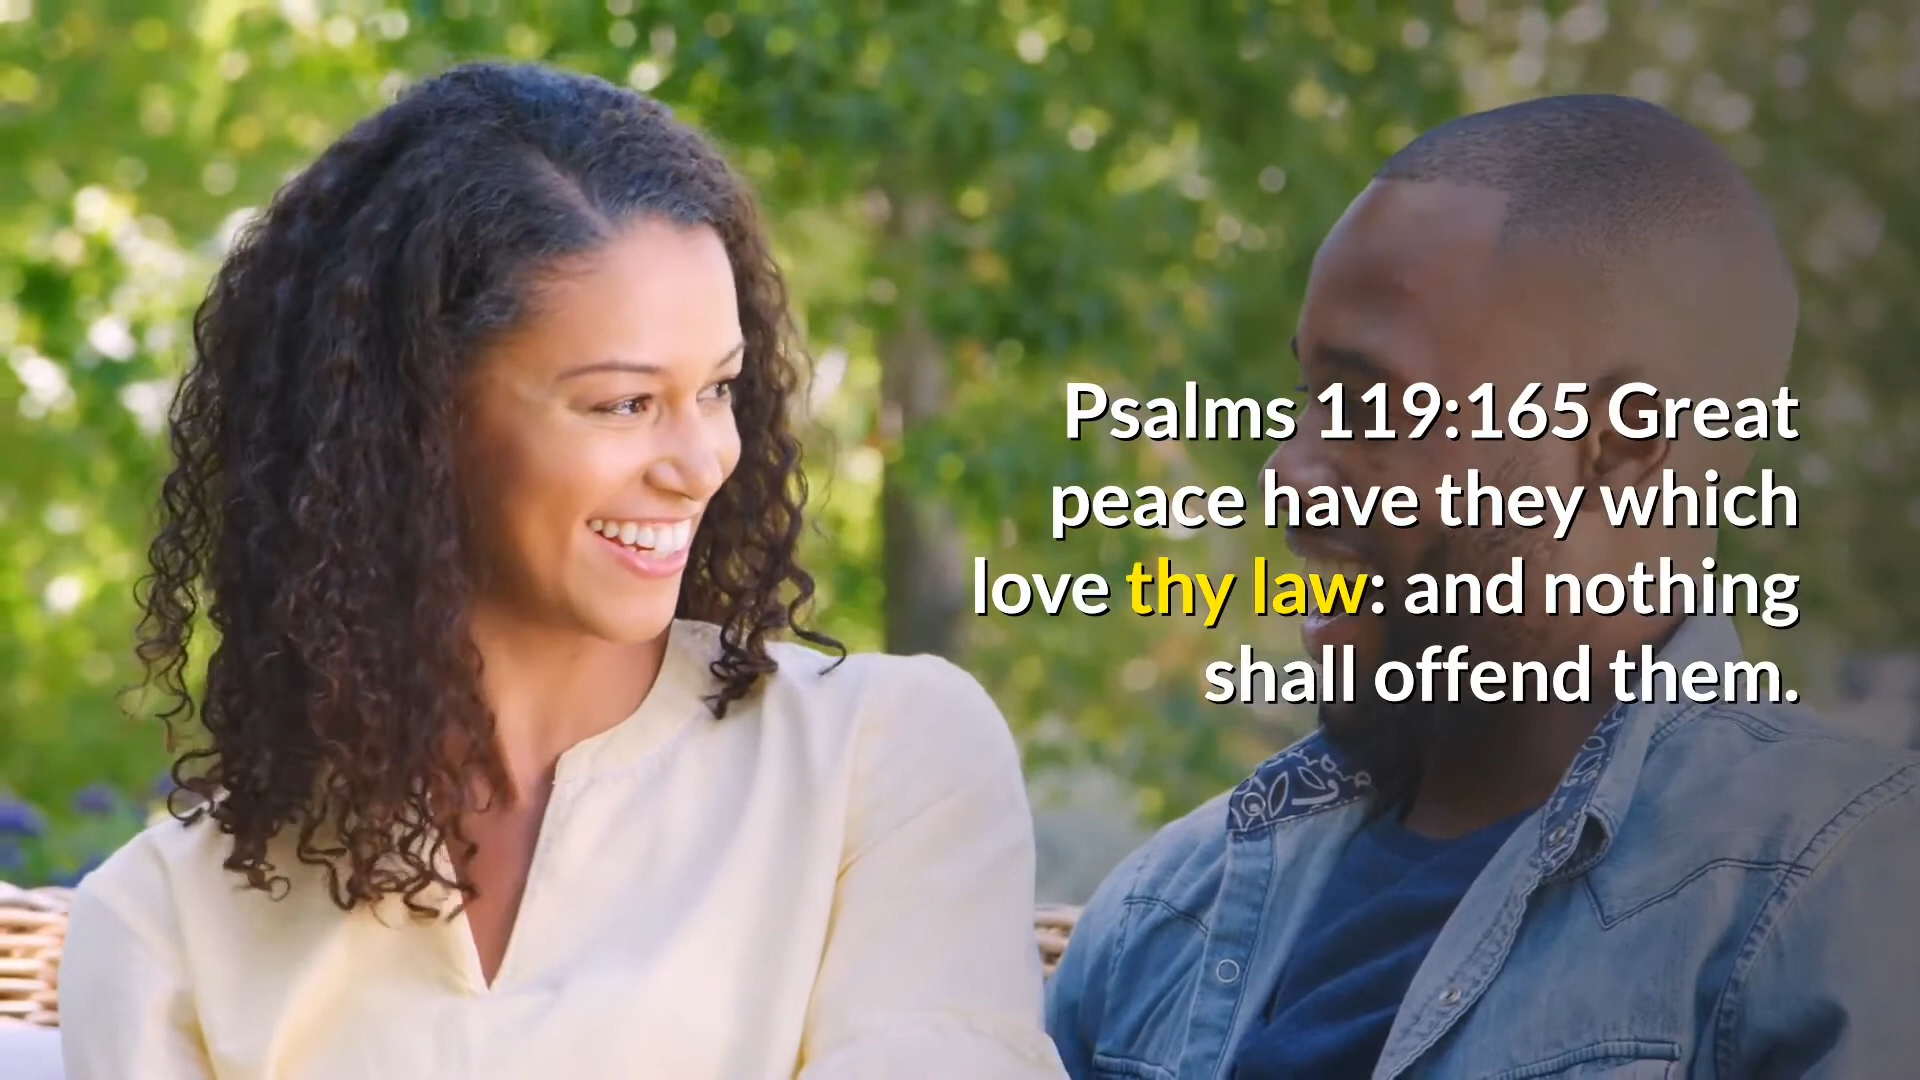 Psalms 119:165 Great
peace have they which
love thy law: and nothing
shall offend them.